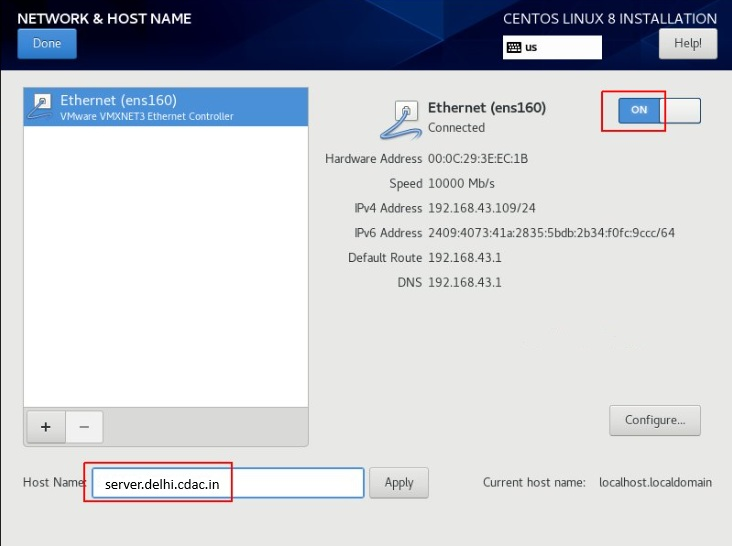 NETWORK & HOST NAME
CENTOS LINUX 8 INSTALLATION
Done
us
Help!
Ethernet (ens160)
VMware VMXNET3 Ethernet Controller
Ethernet (ens160)
Connected
ON
Hardware Address 00:0C:29:3E:EC:1B
Speed 10000 Mb/s
IPv4 Address 192.168.43.109/24
IPv6 Address 2409:4073:41a:2835:5bdb:2b34:f0fc:9ccc/64
Default Route 192.168.43.1
DNS 192.168.43.1
+ −
Configure...
Host Name: server.delhi.cdac.in
Apply
Current host name: localhost.localdomain